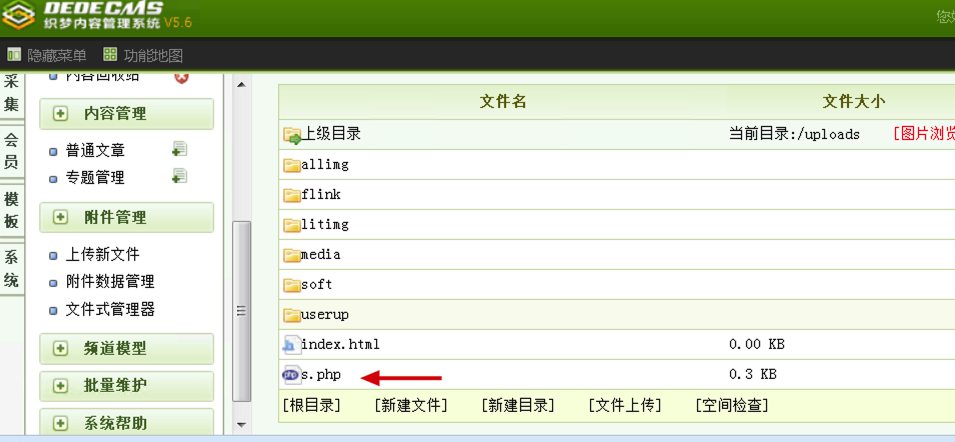 DEDECMS
织梦内容管理系统 V5.6
隐藏菜单 功能地图
采集
会员
模板
系统
内容回收站
内容管理
普通文章
专题管理
附件管理
上传新文件
附件数据管理
文件式管理器
频道模型
批量维护
系统帮助
文件名 文件大小
上级目录 当前目录:/uploads [图片浏览
allimg
flink
litimg
media
soft
userup
index.html 0.00 KB
s.php 0.3 KB
[根目录] [新建文件] [新建目录] [文件上传] [空间检查]